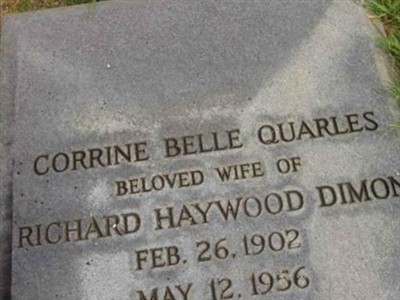 CORRINE BELLE QUARLES
BELOVED WIFE OF
RICHARD HAYWOOD DIMON
FEB. 26, 1902
MAY 12, 1956